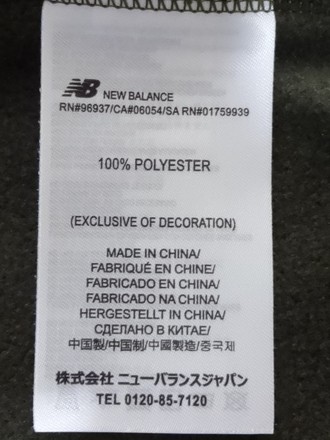 NB NEW BALANCE
RN#96937/CA#06054/SA RN#01759939
100% POLYESTER
(EXCLUSIVE OF DECORATION)
MADE IN CHINA/
FABRIQUÉ EN CHINE/
FABRICADO EN CHINA/
FABRICADO NA CHINA/
HERGESTELLT IN CHINA/
СДЕЛАНО В КИТАЕ/
中国製/中国制/中國製造/중국제
株式会社 ニューバランスジャパン
TEL 0120-85-7120